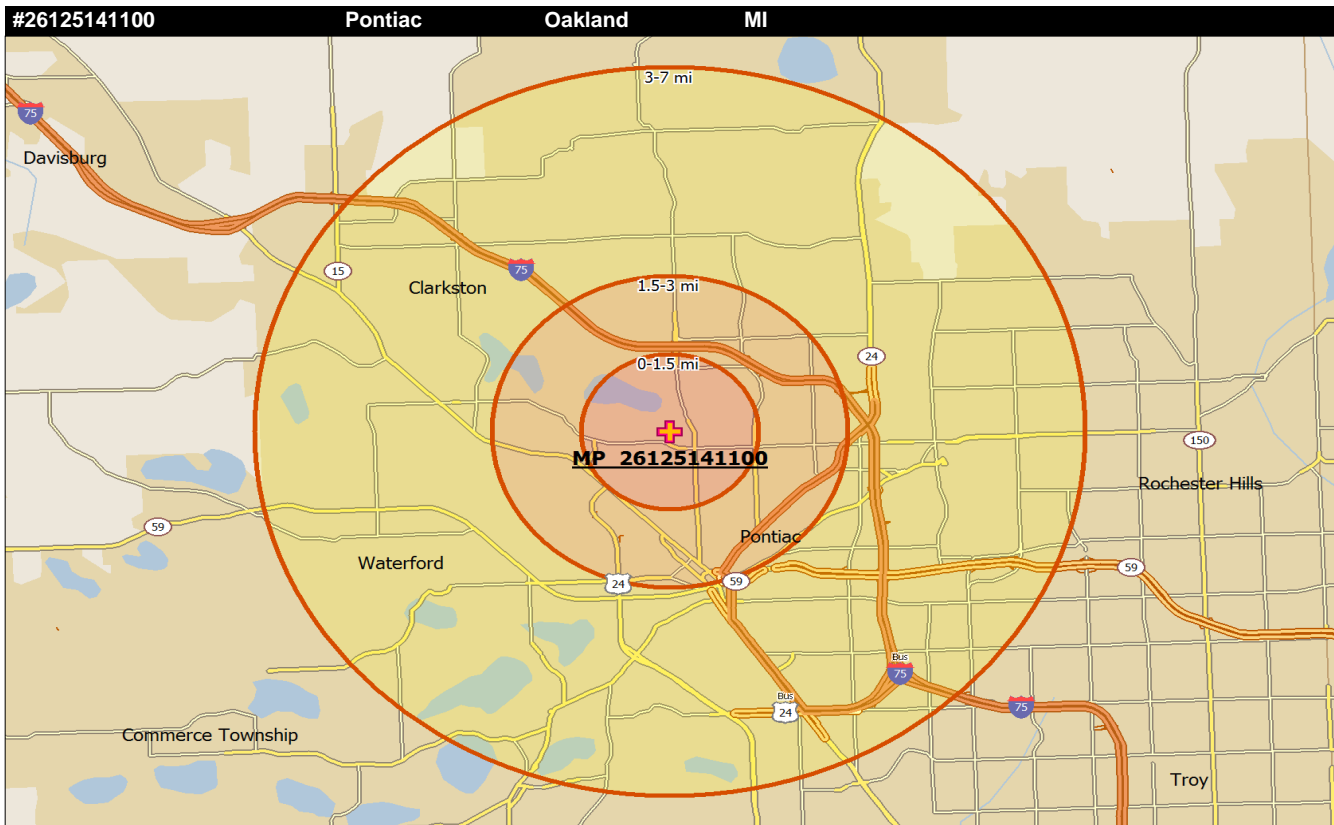 #26125141100 Pontiac Oakland MI
3-7 mi
75
Davisburg
15
75
Clarkston
1.5-3 mi
24
0-1.5 mi
MP 26125141100
150
Rochester Hills
59
Pontiac
Waterford
24
59
59
Bus
75
75
Bus
24
Commerce Township
Troy